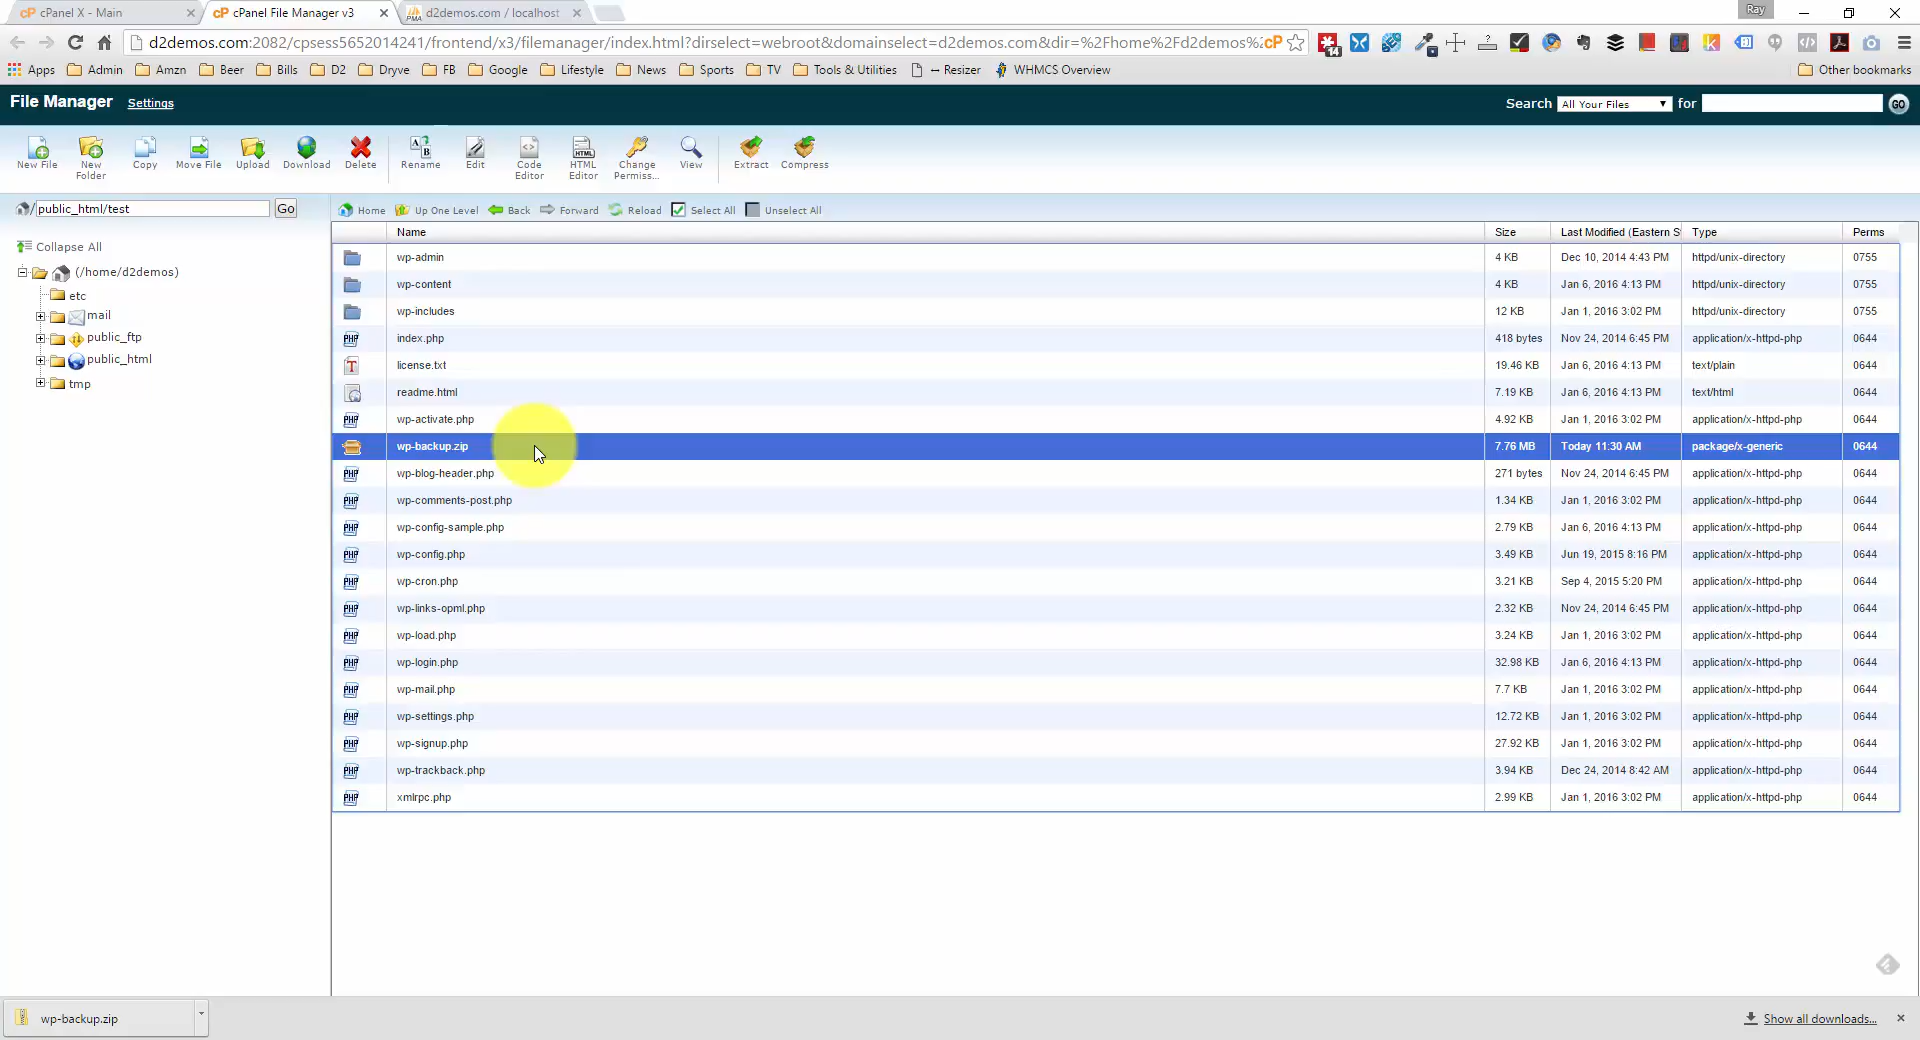 cPanel X - Main
cPanel File Manager v3
d2demos.com / localhost
Ray
d2demos.com:2082/cpsess5652014241/frontend/x3/filemanager/index.html?dirselect=webroot&domainselect=d2demos.com&dir=%2Fhome%2Fd2demos%
Apps Admin Amzn Beer Bills D2 Dryve FB Google Lifestyle News Sports TV Tools & Utilities ↔ Resizer WHMCS Overview Other bookmarks
File Manager Settings Search All Your Files for GO
New File New Folder Copy Move File Upload Download Delete Rename Edit Code Editor HTML Editor Change Permiss... View Extract Compress
/ public_html/test Go Home Up One Level Back Forward Reload Select All Unselect All
Collapse All
(/home/d2demos)
etc
mail
public_ftp
public_html
tmp
Name Size Last Modified (Eastern S Type Perms
wp-admin 4 KB Dec 10, 2014 4:43 PM httpd/unix-directory 0755
wp-content 4 KB Jan 6, 2016 4:13 PM httpd/unix-directory 0755
wp-includes 12 KB Jan 1, 2016 3:02 PM httpd/unix-directory 0755
index.php 418 bytes Nov 24, 2014 6:45 PM application/x-httpd-php 0644
license.txt 19.46 KB Jan 6, 2016 4:13 PM text/plain 0644
readme.html 7.19 KB Jan 6, 2016 4:13 PM text/html 0644
wp-activate.php 4.92 KB Jan 1, 2016 3:02 PM application/x-httpd-php 0644
wp-backup.zip 7.76 MB Today 11:30 AM package/x-generic 0644
wp-blog-header.php 271 bytes Nov 24, 2014 6:45 PM application/x-httpd-php 0644
wp-comments-post.php 1.34 KB Jan 1, 2016 3:02 PM application/x-httpd-php 0644
wp-config-sample.php 2.79 KB Jan 6, 2016 4:13 PM application/x-httpd-php 0644
wp-config.php 3.49 KB Jun 19, 2015 8:16 PM application/x-httpd-php 0644
wp-cron.php 3.21 KB Sep 4, 2015 5:20 PM application/x-httpd-php 0644
wp-links-opml.php 2.32 KB Nov 24, 2014 6:45 PM application/x-httpd-php 0644
wp-load.php 3.24 KB Jan 1, 2016 3:02 PM application/x-httpd-php 0644
wp-login.php 32.98 KB Jan 6, 2016 4:13 PM application/x-httpd-php 0644
wp-mail.php 7.7 KB Jan 1, 2016 3:02 PM application/x-httpd-php 0644
wp-settings.php 12.72 KB Jan 1, 2016 3:02 PM application/x-httpd-php 0644
wp-signup.php 27.92 KB Jan 1, 2016 3:02 PM application/x-httpd-php 0644
wp-trackback.php 3.94 KB Dec 24, 2014 8:42 AM application/x-httpd-php 0644
xmlrpc.php 2.99 KB Jan 1, 2016 3:02 PM application/x-httpd-php 0644
wp-backup.zip Show all downloads...